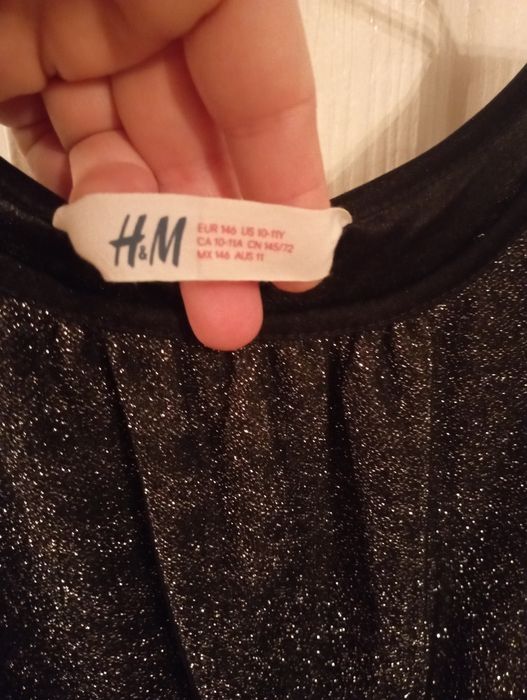 H&M
EUR 146 US 10-11Y
CA 10-11A CN 145/72
MX 146 AUS 11